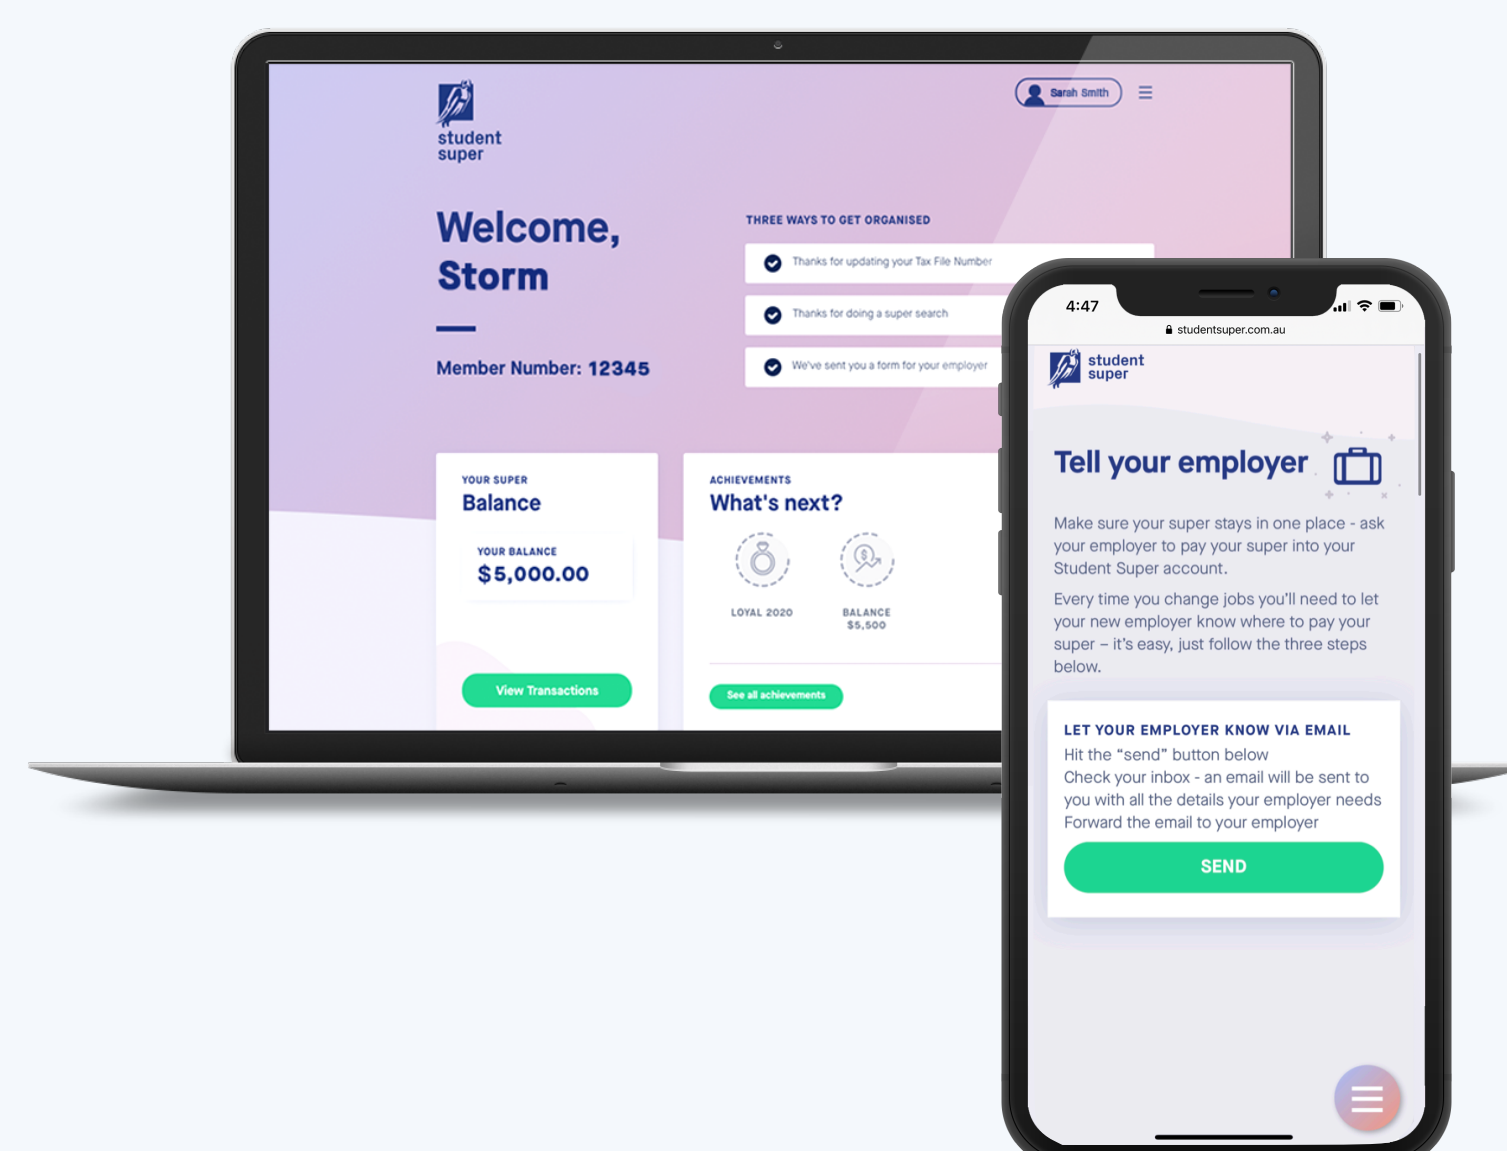 student
super
Sarah Smith
Welcome,
Storm
Member Number: 12345
THREE WAYS TO GET ORGANISED
Thanks for updating your Tax File Number
Thanks for doing a super search
We've sent you a form for your employer
YOUR SUPER
Balance
YOUR BALANCE
$5,000.00
View Transactions
ACHIEVEMENTS
What's next?
LOYAL 2020
BALANCE
$5,500
See all achievements
4:47
studentsuper.com.au
student
super
Tell your employer
Make sure your super stays in one place - ask
your employer to pay your super into your
Student Super account.
Every time you change jobs you’ll need to let
your new employer know where to pay your
super – it’s easy, just follow the three steps
below.
LET YOUR EMPLOYER KNOW VIA EMAIL
Hit the “send” button below
Check your inbox - an email will be sent to
you with all the details your employer needs
Forward the email to your employer
SEND